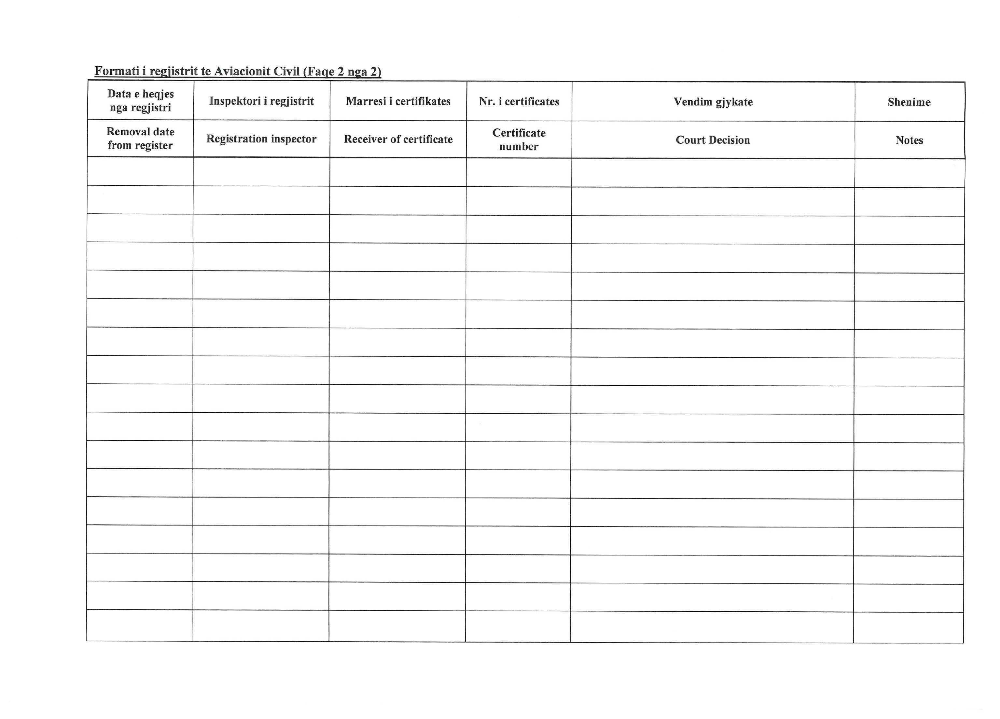 Formati i regjistrit te Aviacionit Civil (Faqe 2 nga 2)
Data e heqjes
nga regjistri
Inspektori i regjistrit
Marresi i certifikates
Nr. i certificates
Vendim gjykate
Shenime
Removal date
from register
Registration inspector
Receiver of certificate
Certificate
number
Court Decision
Notes